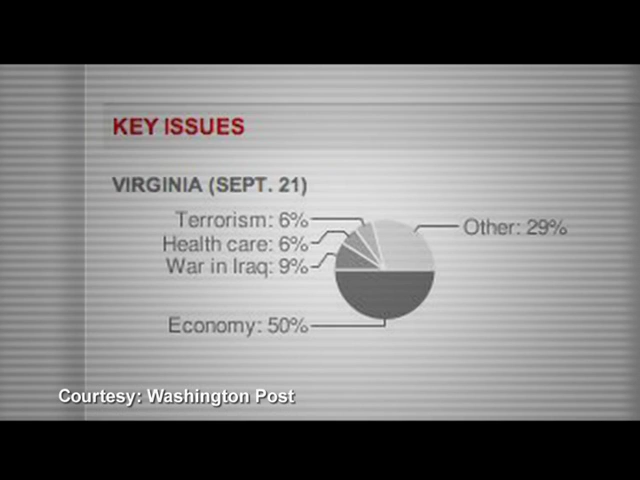 KEY ISSUES
VIRGINIA (SEPT. 21)
Terrorism: 6%
Other: 29%
Health care: 6%
War in Iraq: 9%
Economy: 50%
Courtesy: Washington Post